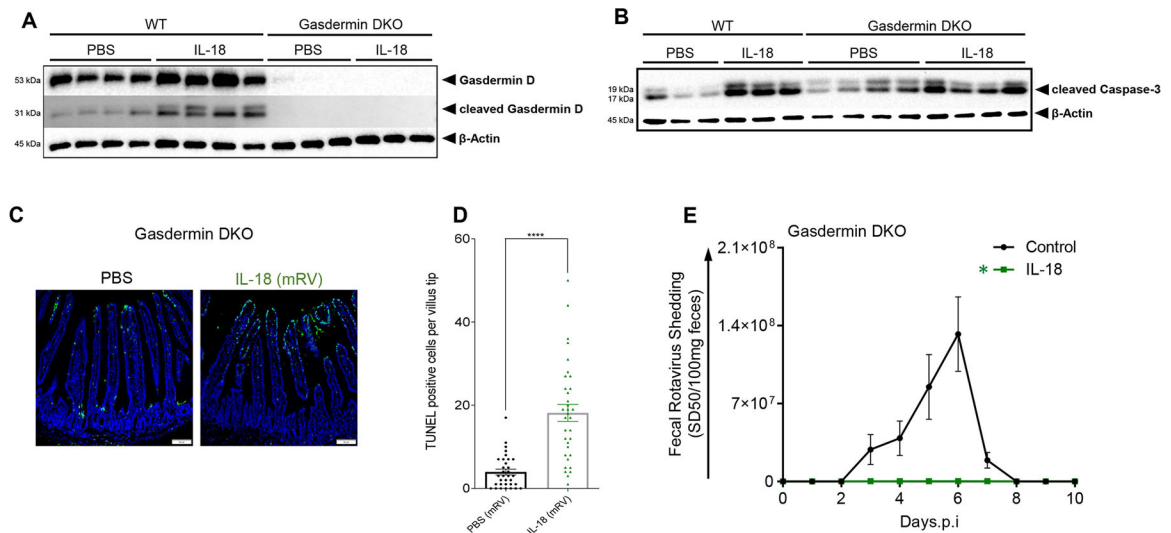 A
WT
Gasdermin DKO
PBS
IL-18
PBS
IL-18
53 kDa
Gasdermin D
31 kDa
cleaved Gasdermin D
45 kDa
β-Actin
B
WT
Gasdermin DKO
PBS
IL-18
PBS
IL-18
19 kDa
17 kDa
cleaved Caspase-3
45 kDa
β-Actin
C
Gasdermin DKO
PBS
IL-18 (mRV)
D
TUNEL positive cells per villus tip
60
40
20
0
****
PBS (mRV)
IL-18 (mRV)
E
Gasdermin DKO
Fecal Rotavirus Shedding
(SD50/100mg feces)
2.1×10⁸
1.4×10⁸
7×10⁷
0
Control
* IL-18
0 2 4 6 8 10
Days.p.i